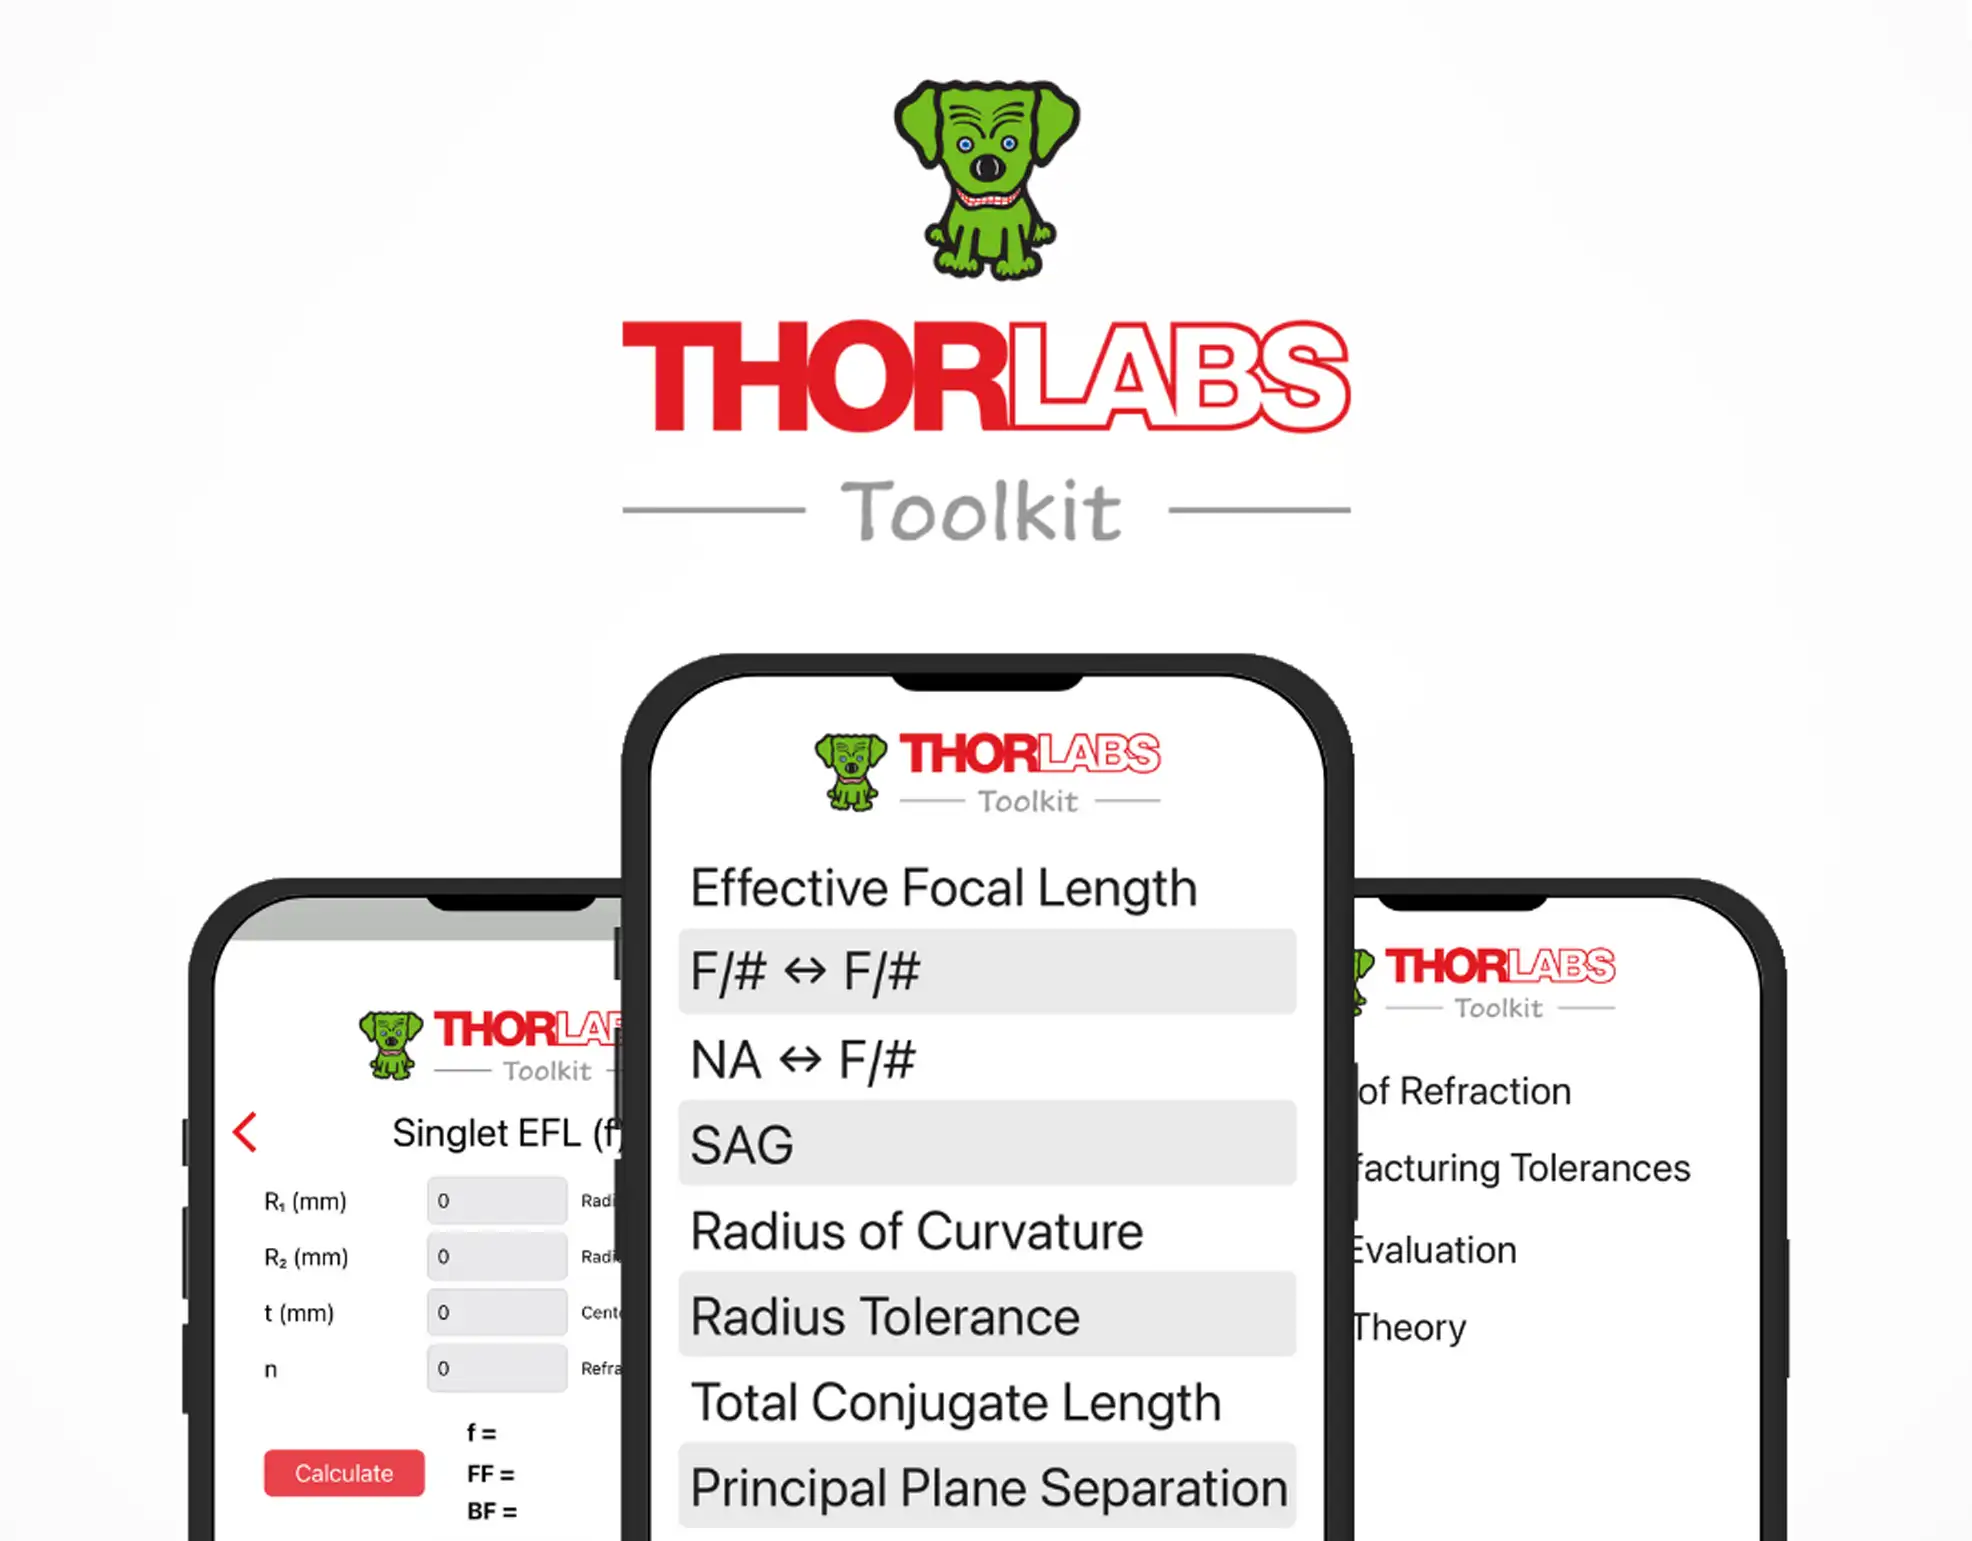 THORLABS
Toolkit
THORLABS
Toolkit
Effective Focal Length
F/# ↔ F/#
NA ↔ F/#
SAG
Radius of Curvature
Radius Tolerance
Total Conjugate Length
Principal Plane Separation
Toolkit
Singlet EFL (f)
R₁ (mm) 0
R₂ (mm) 0
t (mm) 0
n 0
Calculate
f =
FF =
BF =
THORLABS
Toolkit
of Refraction
Tolerances
Evaluation
Theory